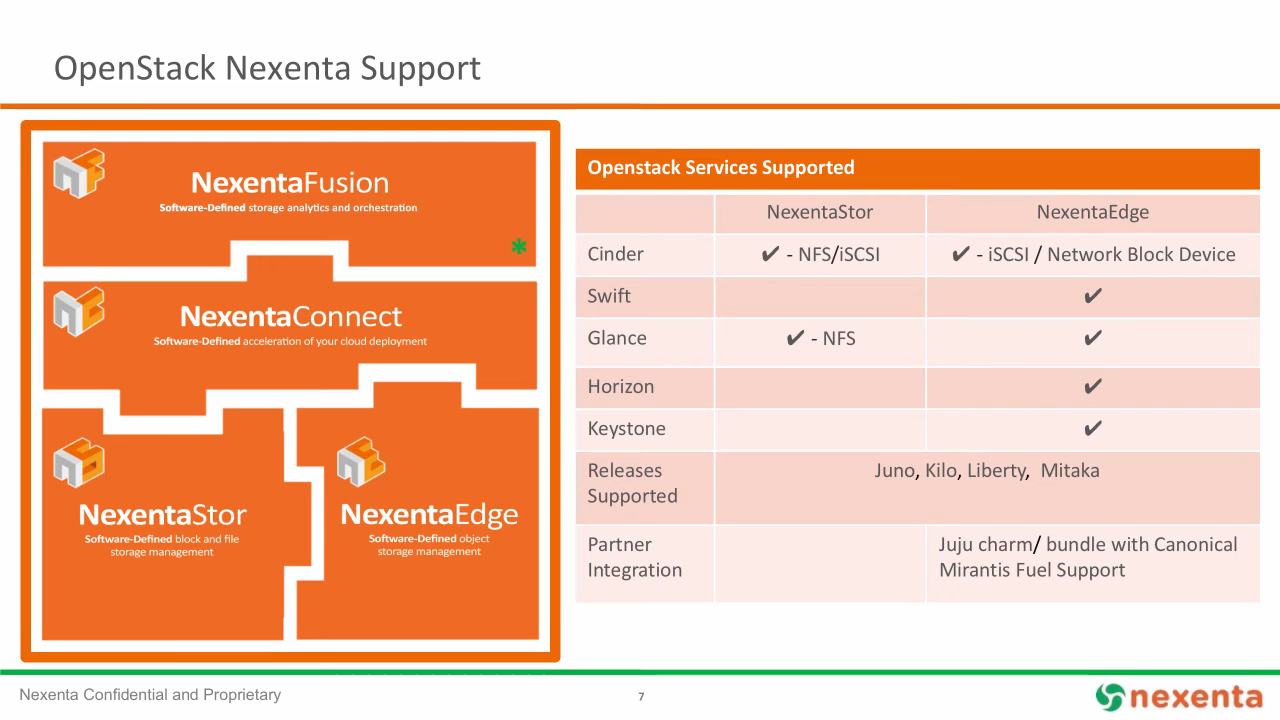 OpenStack Nexenta Support
NexentaFusion
Software-Defined storage analytics and orchestration
*
NexentaConnect
Software-Defined acceleration of your cloud deployment
NexentaStor
Software-Defined block and file
storage management
NexentaEdge
Software-Defined object
storage management
Openstack Services Supported
NexentaStor NexentaEdge
Cinder ✔ - NFS/iSCSI ✔ - iSCSI / Network Block Device
Swift ✔
Glance ✔ - NFS ✔
Horizon ✔
Keystone ✔
Releases
Supported
Juno, Kilo, Liberty, Mitaka
Partner
Integration
Juju charm/ bundle with Canonical
Mirantis Fuel Support
Nexenta Confidential and Proprietary
7
nexenta